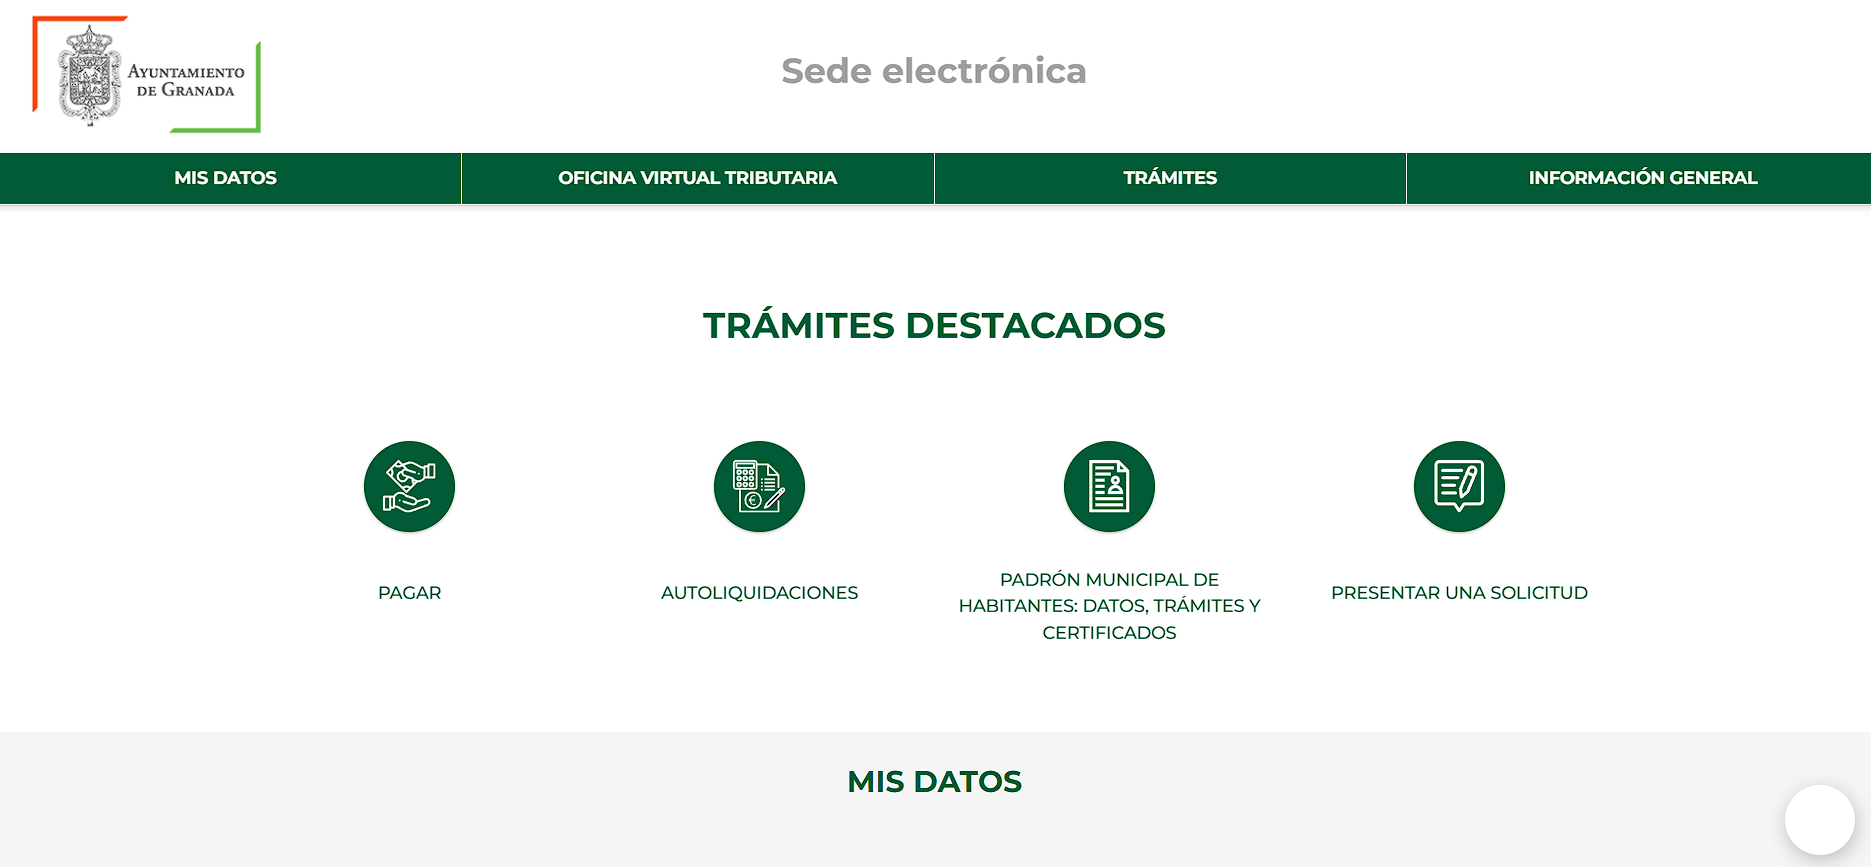 AYUNTAMIENTO
DE GRANADA
Sede electrónica
MIS DATOS
OFICINA VIRTUAL TRIBUTARIA
TRÁMITES
INFORMACIÓN GENERAL
TRÁMITES DESTACADOS
PAGAR
AUTOLIQUIDACIONES
PADRÓN MUNICIPAL DE
HABITANTES: DATOS, TRÁMITES Y
CERTIFICADOS
PRESENTAR UNA SOLICITUD
MIS DATOS